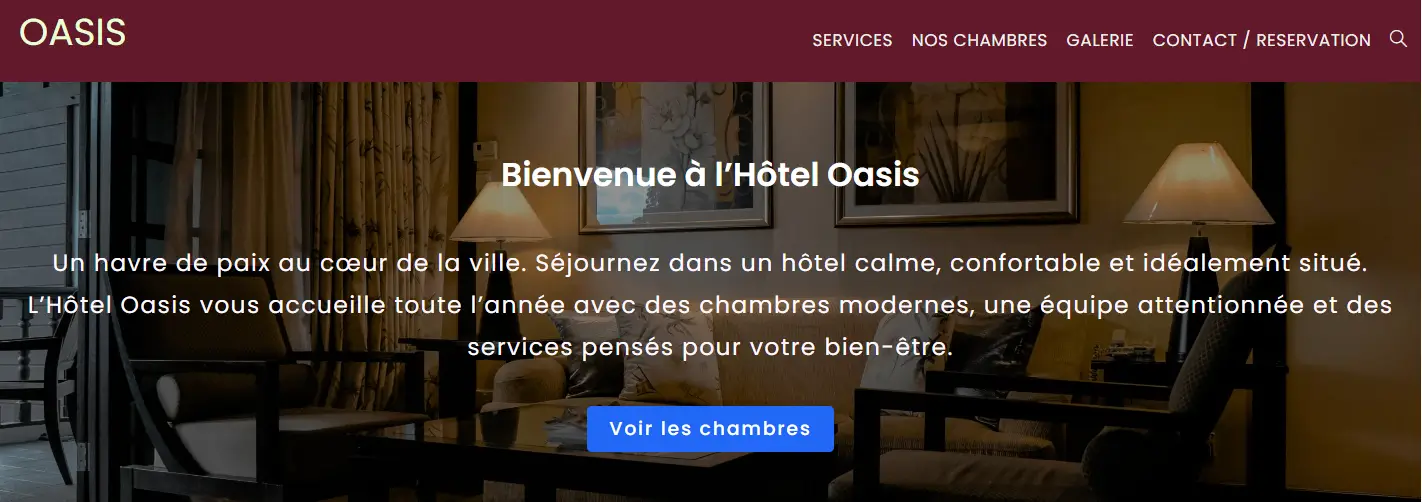 OASIS
SERVICES NOS CHAMBRES GALERIE CONTACT / RESERVATION
Bienvenue à l’Hôtel Oasis
Un havre de paix au cœur de la ville. Séjournez dans un hôtel calme, confortable et idéalement situé.
L’Hôtel Oasis vous accueille toute l’année avec des chambres modernes, une équipe attentionnée et des
services pensés pour votre bien-être.
Voir les chambres